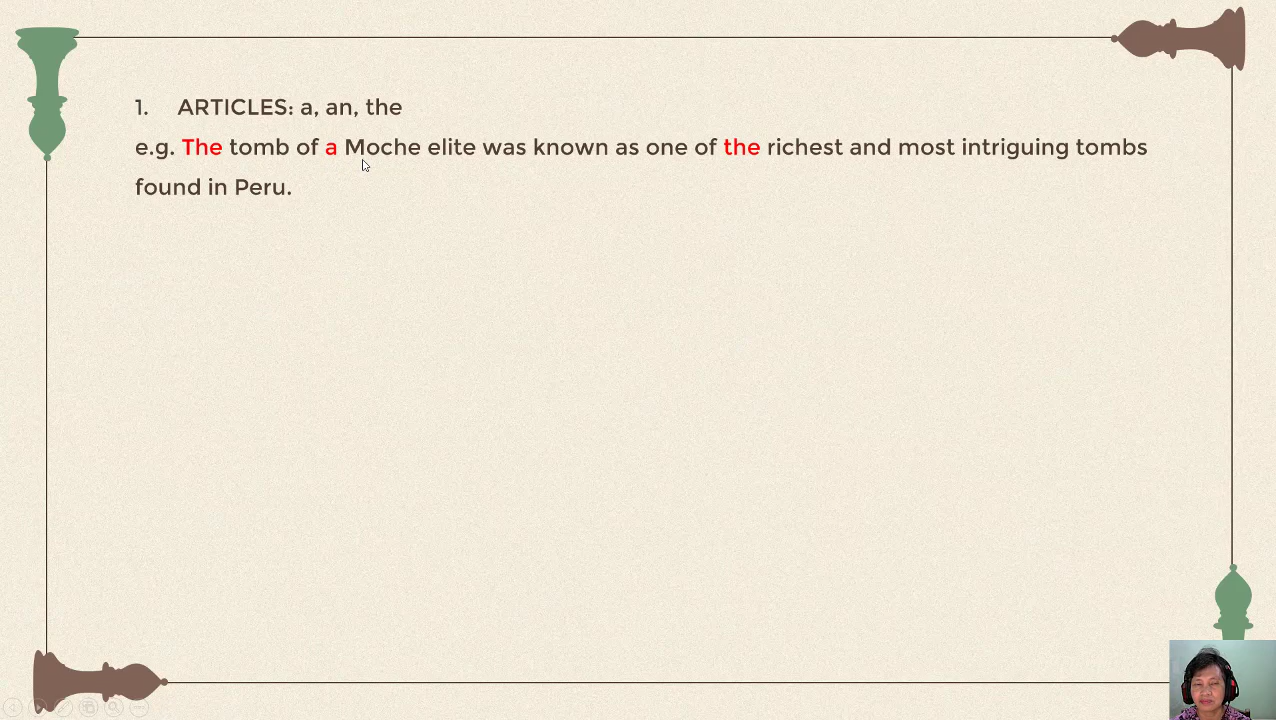 1. ARTICLES: a, an, the
e.g. The tomb of a Moche elite was known as one of the richest and most intriguing tombs
found in Peru.